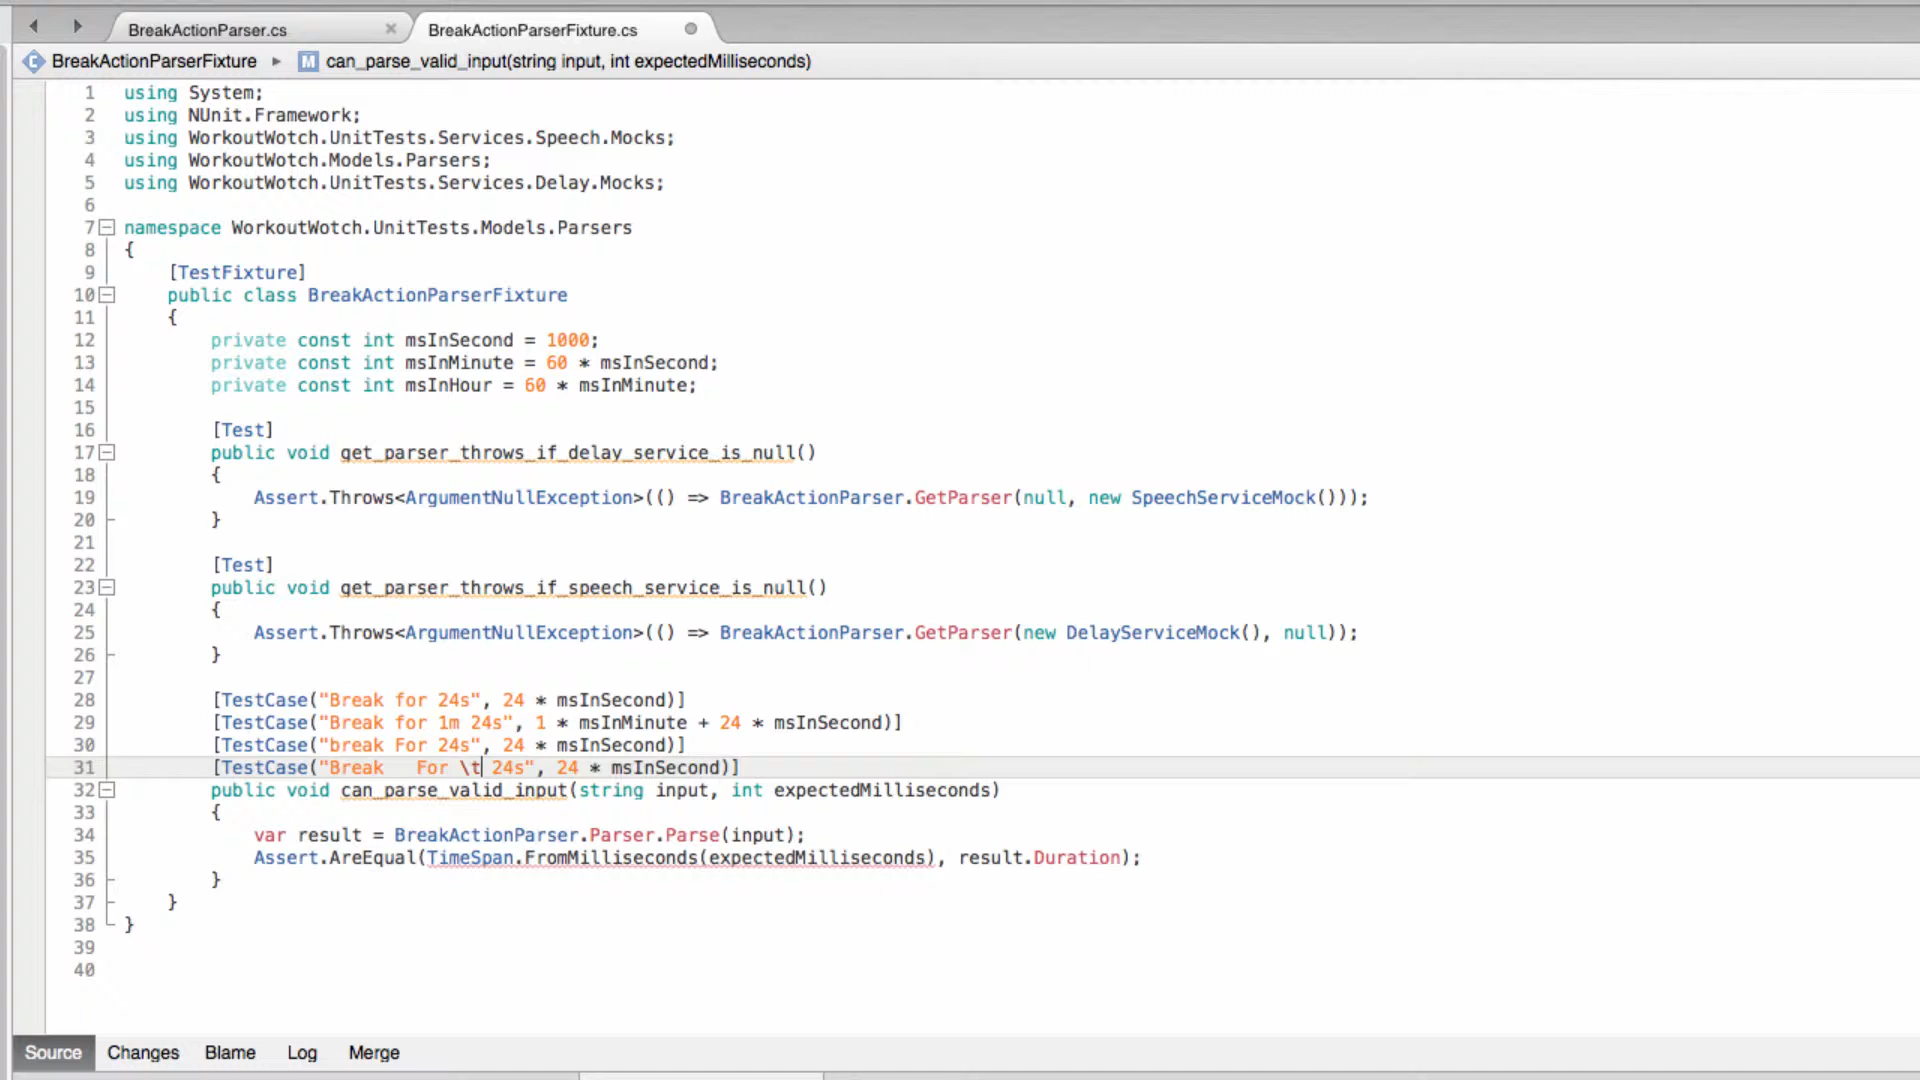 BreakActionParser.cs
BreakActionParserFixture.cs
BreakActionParserFixture can_parse_valid_input(string input, int expectedMilliseconds)
1 using System;
2 using NUnit.Framework;
3 using WorkoutWotch.UnitTests.Services.Speech.Mocks;
4 using WorkoutWotch.Models.Parsers;
5 using WorkoutWotch.UnitTests.Services.Delay.Mocks;
6
7 namespace WorkoutWotch.UnitTests.Models.Parsers
8 {
9     [TestFixture]
10     public class BreakActionParserFixture
11     {
12         private const int msInSecond = 1000;
13         private const int msInMinute = 60 * msInSecond;
14         private const int msInHour = 60 * msInMinute;
15
16         [Test]
17         public void get_parser_throws_if_delay_service_is_null()
18         {
19             Assert.Throws<ArgumentNullException>(() => BreakActionParser.GetParser(null, new SpeechServiceMock()));
20         }
21
22         [Test]
23         public void get_parser_throws_if_speech_service_is_null()
24         {
25             Assert.Throws<ArgumentNullException>(() => BreakActionParser.GetParser(new DelayServiceMock(), null));
26         }
27
28         [TestCase("Break for 24s", 24 * msInSecond)]
29         [TestCase("Break for 1m 24s", 1 * msInMinute + 24 * msInSecond)]
30         [TestCase("break For 24s", 24 * msInSecond)]
31         [TestCase("Break   For \t 24s", 24 * msInSecond)]
32         public void can_parse_valid_input(string input, int expectedMilliseconds)
33         {
34             var result = BreakActionParser.Parser.Parse(input);
35             Assert.AreEqual(TimeSpan.FromMilliseconds(expectedMilliseconds), result.Duration);
36         }
37     }
38 }
39
40
Source Changes Blame Log Merge